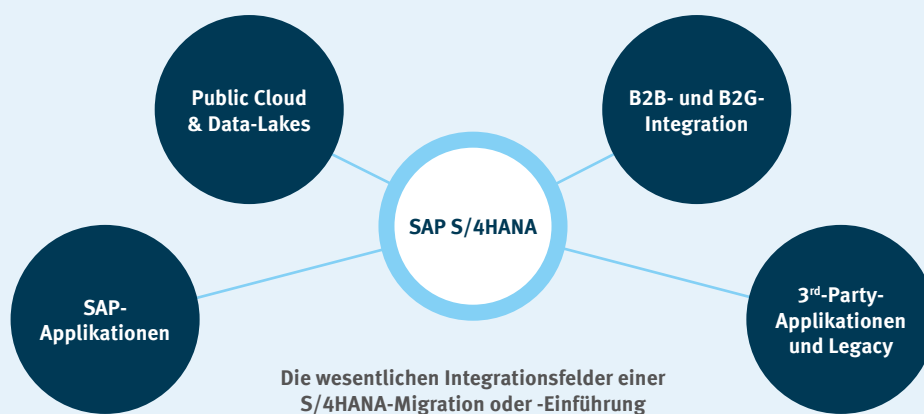 Public Cloud
& Data-Lakes
B2B- und B2G-
Integration
SAP S/4HANA
SAP-
Applikationen
3rd-Party-
Applikationen
und Legacy
Die wesentlichen Integrationsfelder einer
S/4HANA-Migration oder -Einführung